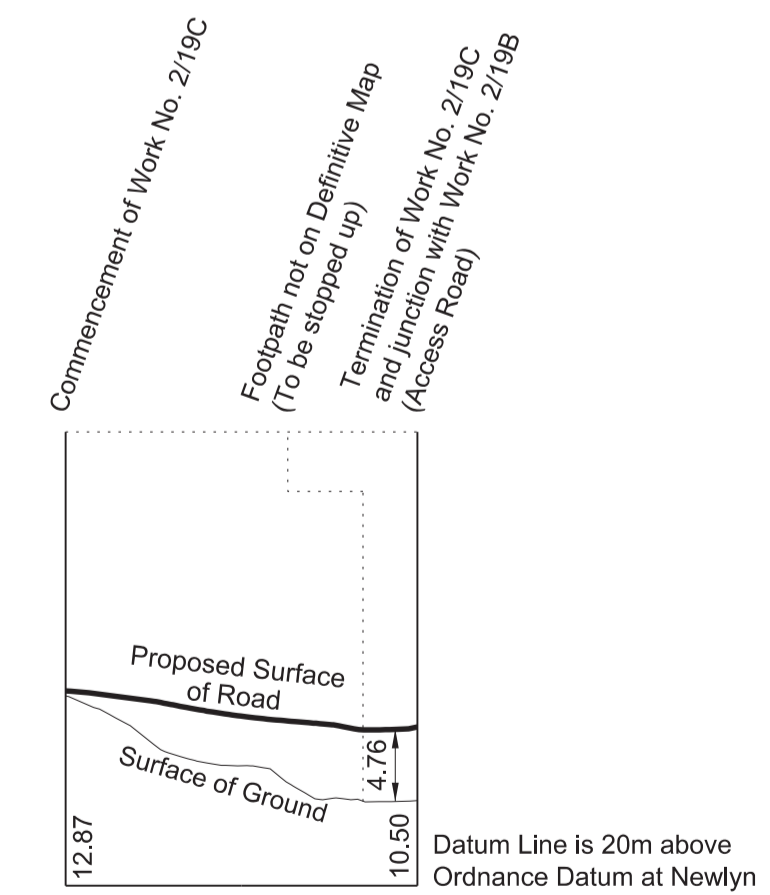 Commencement of Work No. 2/19C
Footpath not on Definitive Map
(To be stopped up)
Termination of Work No. 2/19C
and junction with Work No. 2/19B
(Access Road)
Proposed Surface
of Road
Surface of Ground
4.76
12.87
10.50
Datum Line is 20m above
Ordnance Datum at Newlyn